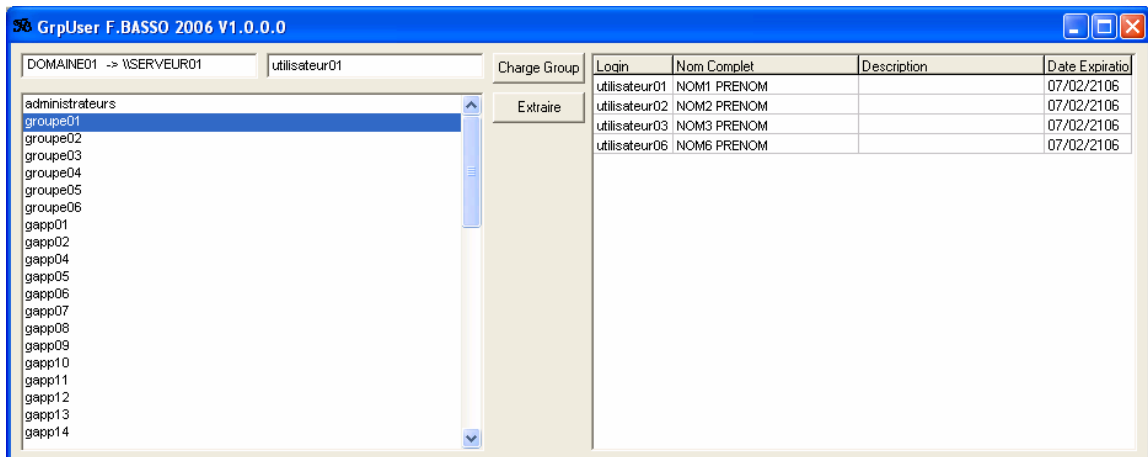 GrpUser F.BASSO 2006 V1.0.0.0
DOMAINE01 -> \\SERVEUR01
utilisateur01
Charge Group
Extraire
administrateurs
groupe01
groupe02
groupe03
groupe04
groupe05
groupe06
gapp01
gapp02
gapp04
gapp05
gapp06
gapp07
gapp08
gapp09
gapp10
gapp11
gapp12
gapp13
gapp14
Login Nom Complet Description Date Expiratio
utilisateur01 NOM1 PRENOM 07/02/2106
utilisateur02 NOM2 PRENOM 07/02/2106
utilisateur03 NOM3 PRENOM 07/02/2106
utilisateur06 NOM6 PRENOM 07/02/2106